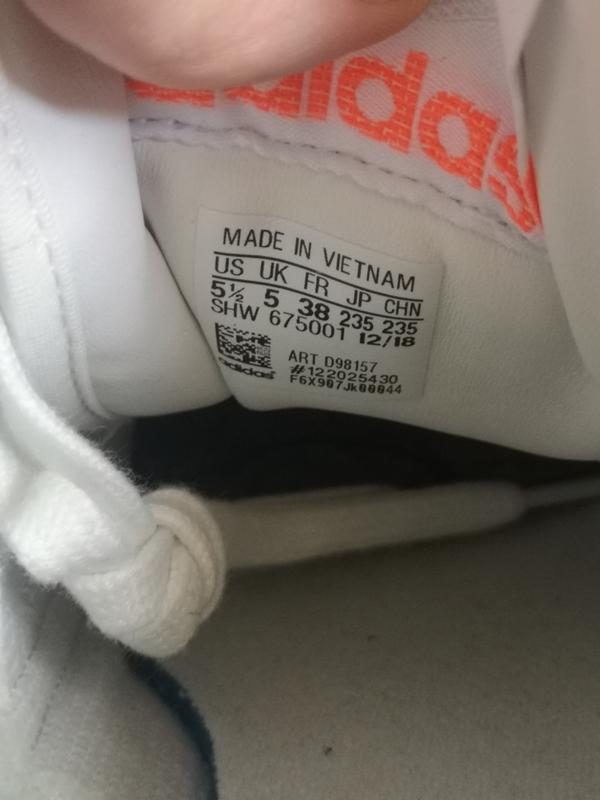 adidas
MADE IN VIETNAM
US UK FR JP CHN
5½ 5 38 235 235
SHW 675001 12/18
adidas
ART D98157
#122025430
F6X907Jk00044